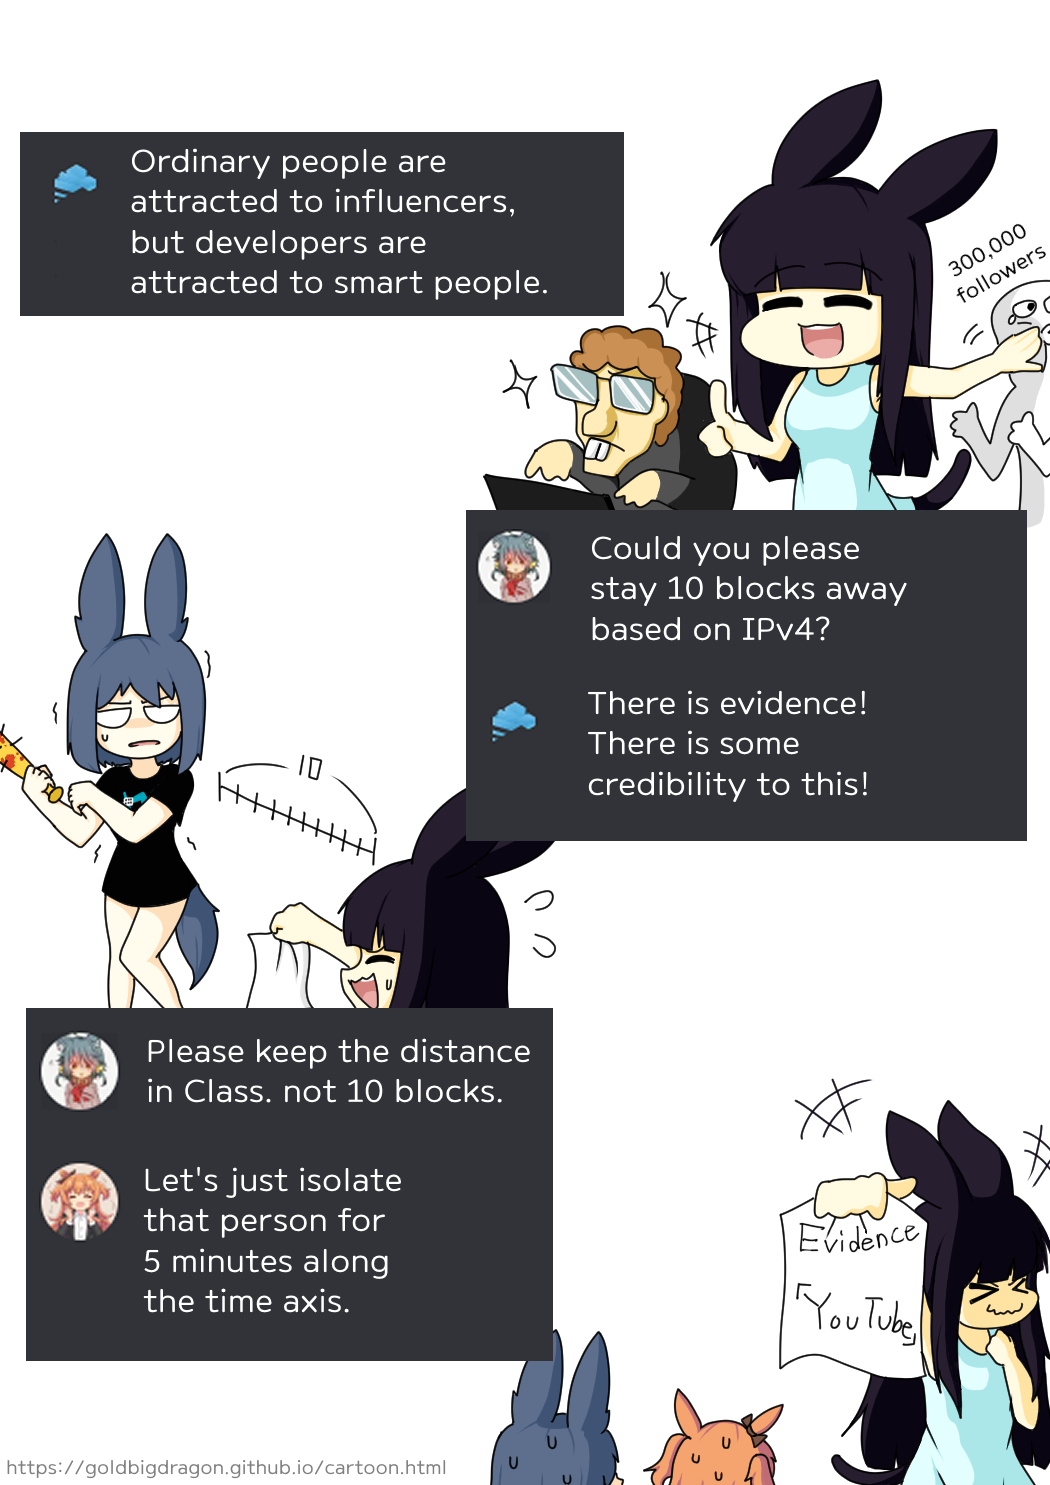 Ordinary people are
attracted to influencers,
but developers are
attracted to smart people.
300,000
followers
Could you please
stay 10 blocks away
based on IPv4?
There is evidence!
There is some
credibility to this!
10
Please keep the distance
in Class. not 10 blocks.
Let's just isolate
that person for
5 minutes along
the time axis.
Evidence
「YouTube」
https://goldbigdragon.github.io/cartoon.html